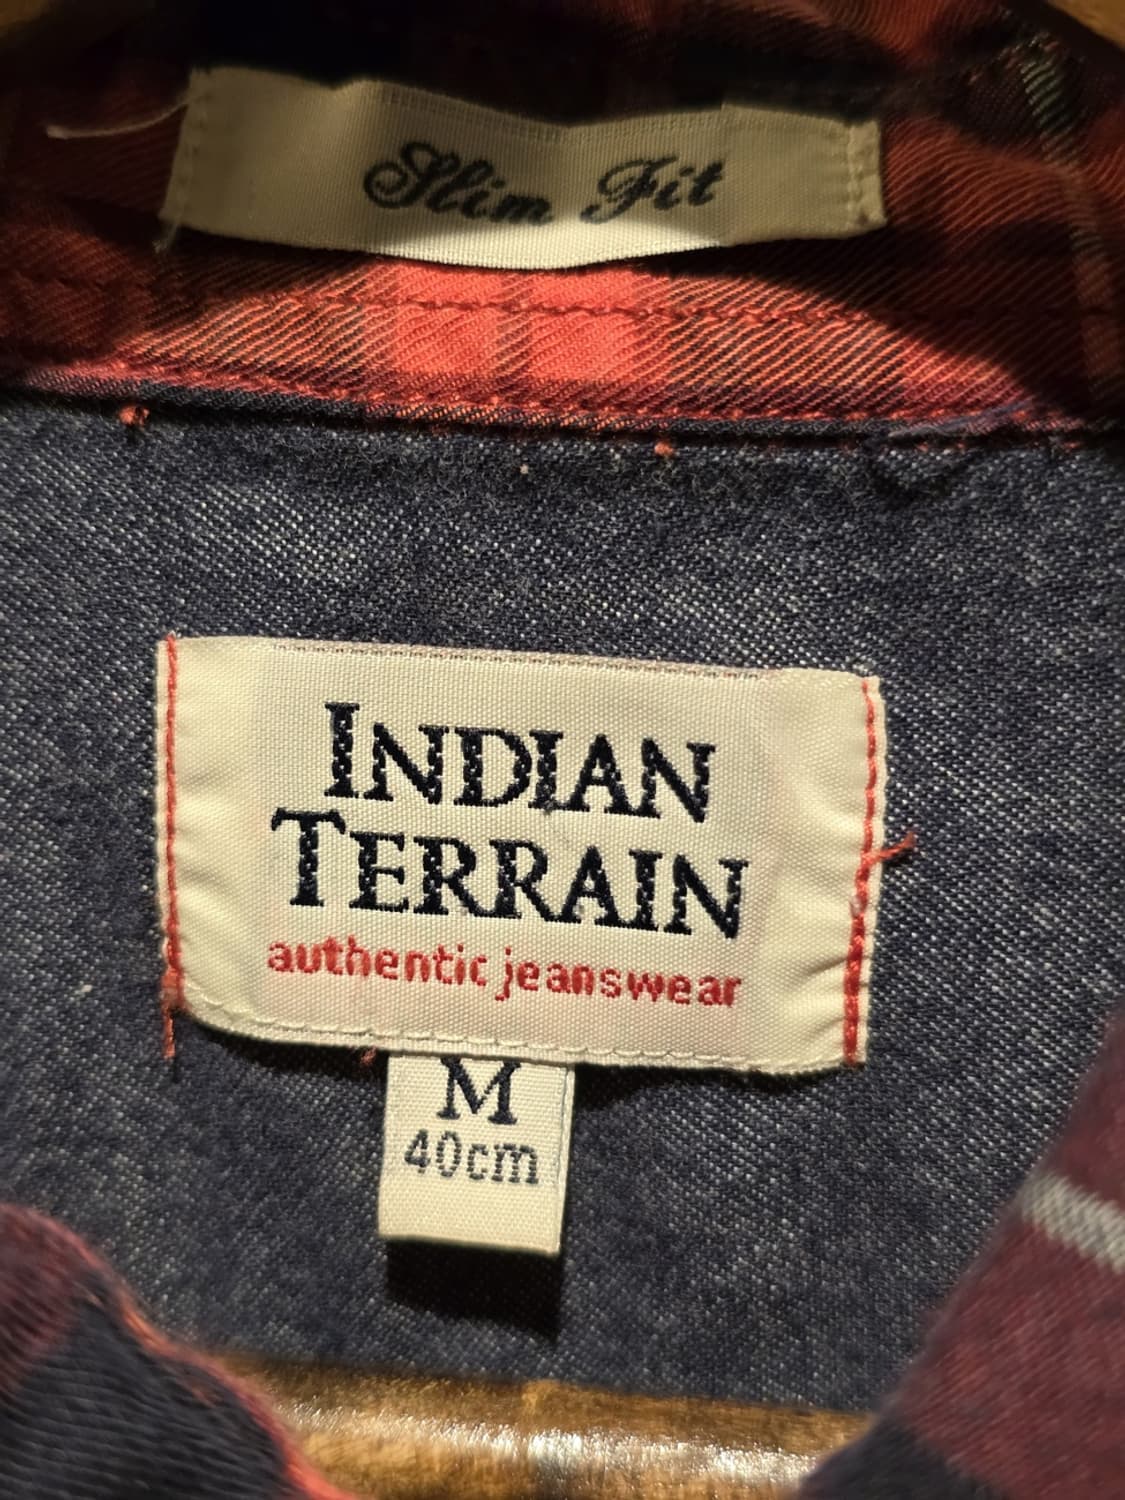 Slim Fit
INDIAN
TERRAIN
authentic jeanswear
M
40cm